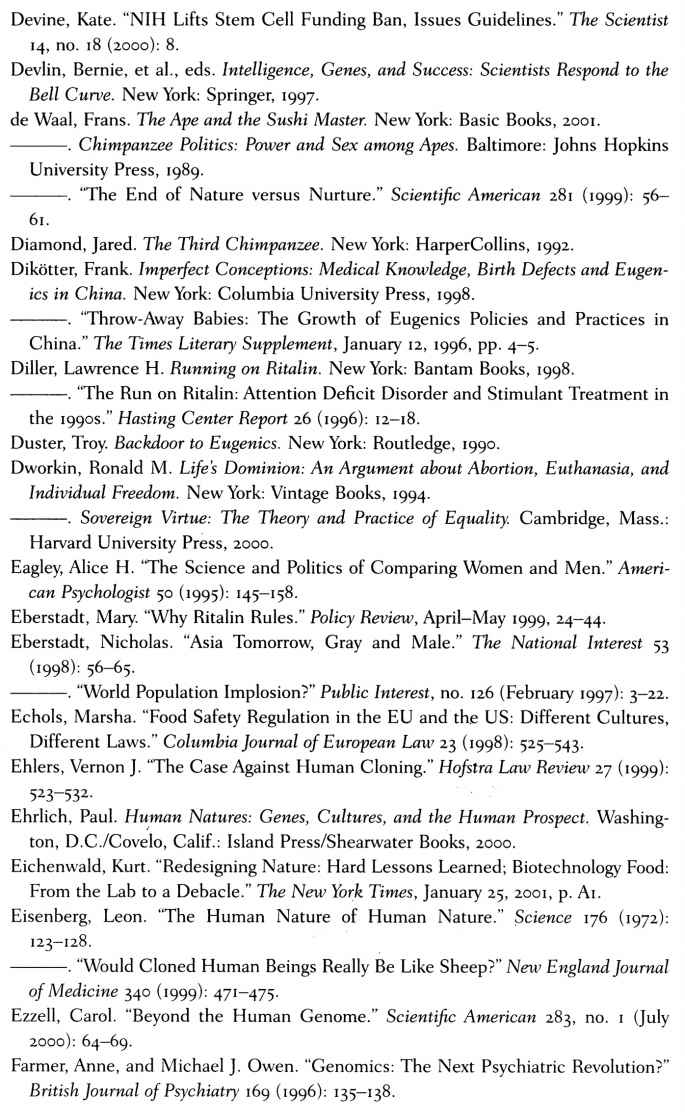 Devine, Kate. “NIH Lifts Stem Cell Funding Ban, Issues Guidelines.” The Scientist
14, no. 18 (2000): 8.
Devlin, Bernie, et al., eds. Intelligence, Genes, and Success: Scientists Respond to the
Bell Curve. New York: Springer, 1997.
de Waal, Frans. The Ape and the Sushi Master. New York: Basic Books, 2001.
———. Chimpanzee Politics: Power and Sex among Apes. Baltimore: Johns Hopkins
University Press, 1989.
———. “The End of Nature versus Nurture.” Scientific American 281 (1999): 56–
61.
Diamond, Jared. The Third Chimpanzee. New York: HarperCollins, 1992.
Dikötter, Frank. Imperfect Conceptions: Medical Knowledge, Birth Defects and Eugen-
ics in China. New York: Columbia University Press, 1998.
———. “Throw-Away Babies: The Growth of Eugenics Policies and Practices in
China.” The Times Literary Supplement, January 12, 1996, pp. 4–5.
Diller, Lawrence H. Running on Ritalin. New York: Bantam Books, 1998.
———. “The Run on Ritalin: Attention Deficit Disorder and Stimulant Treatment in
the 1990s.” Hasting Center Report 26 (1996): 12–18.
Duster, Troy. Backdoor to Eugenics. New York: Routledge, 1990.
Dworkin, Ronald M. Life's Dominion: An Argument about Abortion, Euthanasia, and
Individual Freedom. New York: Vintage Books, 1994.
———. Sovereign Virtue: The Theory and Practice of Equality. Cambridge, Mass.:
Harvard University Press, 2000.
Eagley, Alice H. “The Science and Politics of Comparing Women and Men.” Ameri-
can Psychologist 50 (1995): 145–158.
Eberstadt, Mary. “Why Ritalin Rules.” Policy Review, April–May 1999, 24–44.
Eberstadt, Nicholas. “Asia Tomorrow, Gray and Male.” The National Interest 53
(1998): 56–65.
———. “World Population Implosion?” Public Interest, no. 126 (February 1997): 3–22.
Echols, Marsha. “Food Safety Regulation in the EU and the US: Different Cultures,
Different Laws.” Columbia Journal of European Law 23 (1998): 525–543.
Ehlers, Vernon J. “The Case Against Human Cloning.” Hofstra Law Review 27 (1999):
523–532.
Ehrlich, Paul. Human Natures: Genes, Cultures, and the Human Prospect. Washing-
ton, D.C./Covelo, Calif.: Island Press/Shearwater Books, 2000.
Eichenwald, Kurt. “Redesigning Nature: Hard Lessons Learned; Biotechnology Food:
From the Lab to a Debacle.” The New York Times, January 25, 2001, p. A1.
Eisenberg, Leon. “The Human Nature of Human Nature.” Science 176 (1972):
123–128.
———. “Would Cloned Human Beings Really Be Like Sheep?” New England Journal
of Medicine 340 (1999): 471–475.
Ezzell, Carol. “Beyond the Human Genome.” Scientific American 283, no. 1 (July
2000): 64–69.
Farmer, Anne, and Michael J. Owen. “Genomics: The Next Psychiatric Revolution?”
British Journal of Psychiatry 169 (1996): 135–138.